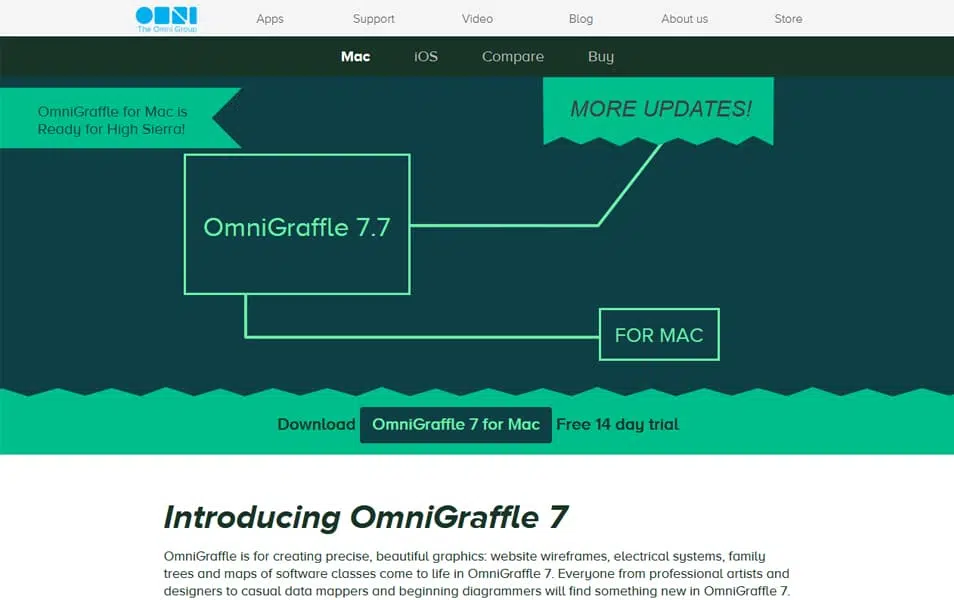 OMNI
The Omni Group
Apps Support Video Blog About us Store
Mac iOS Compare Buy
OmniGraffle for Mac is
Ready for High Sierra!
MORE UPDATES!
OmniGraffle 7.7
FOR MAC
Download OmniGraffle 7 for Mac Free 14 day trial
Introducing OmniGraffle 7
OmniGraffle is for creating precise, beautiful graphics: website wireframes, electrical systems, family
trees and maps of software classes come to life in OmniGraffle 7. Everyone from professional artists and
designers to casual data mappers and beginning diagrammers will find something new in OmniGraffle 7.